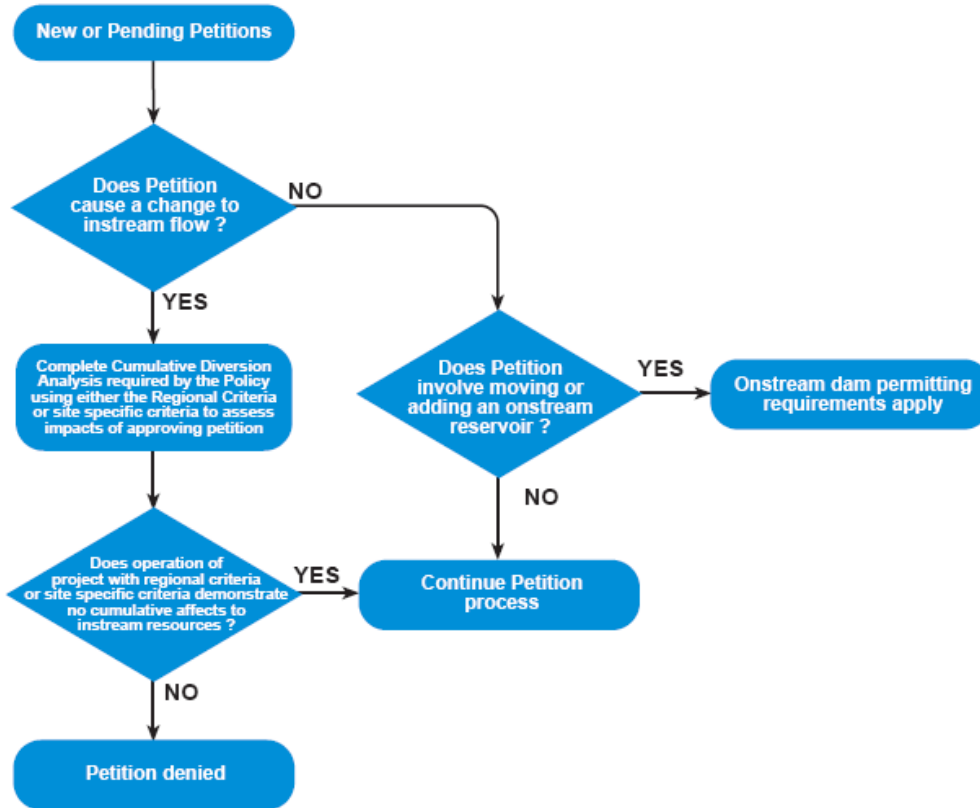 New or Pending Petitions
Does Petition
cause a change to
instream flow ?
NO
YES
Complete Cumulative Diversion
Analysis required by the Policy
using either the Regional Criteria
or site specific criteria to assess
impacts of approving petition
Does Petition
involve moving or
adding an onstream
reservoir ?
YES
Onstream dam permitting
requirements apply
NO
Does operation of
project with regional criteria
or site specific criteria demonstrate
no cumulative affects to
instream resources ?
YES
Continue Petition
process
NO
Petition denied